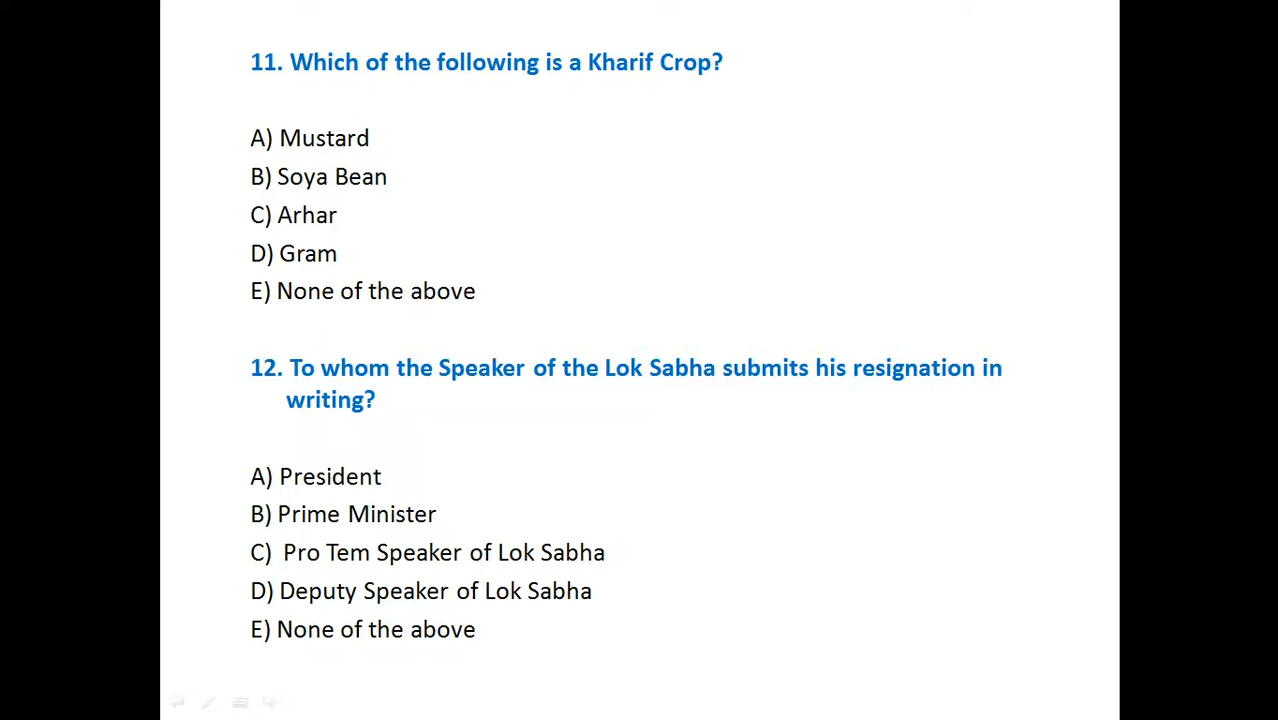 11. Which of the following is a Kharif Crop?
A) Mustard
B) Soya Bean
C) Arhar
D) Gram
E) None of the above
12. To whom the Speaker of the Lok Sabha submits his resignation in
writing?
A) President
B) Prime Minister
C) Pro Tem Speaker of Lok Sabha
D) Deputy Speaker of Lok Sabha
E) None of the above